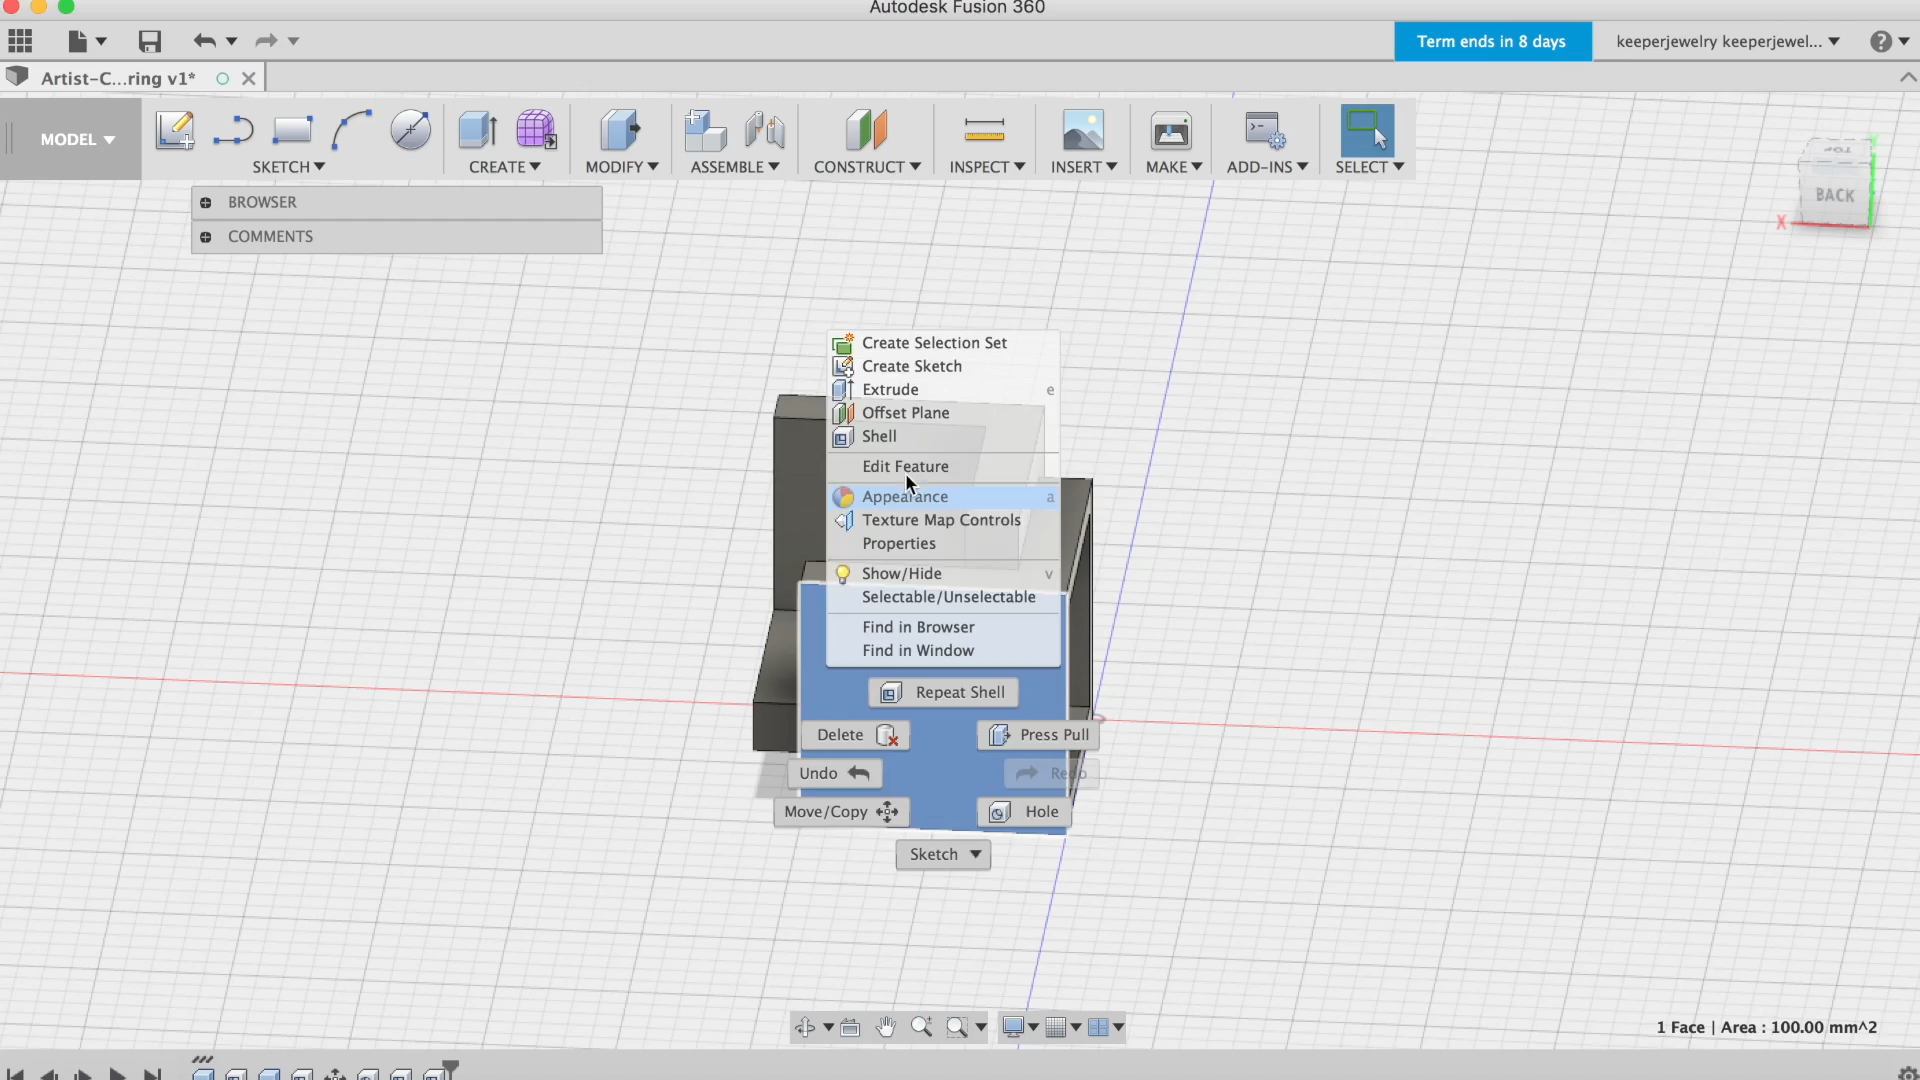 Autodesk Fusion 360
Term ends in 8 days
keeperjewelry keeperjewel...
Artist-C...ring v1*
MODEL
SKETCH
CREATE
MODIFY
ASSEMBLE
CONSTRUCT
INSPECT
INSERT
MAKE
ADD-INS
SELECT
BROWSER
COMMENTS
BACK
X
Create Selection Set
Create Sketch
Extrude e
Offset Plane
Shell
Edit Feature
Appearance a
Texture Map Controls
Properties
Show/Hide v
Selectable/Unselectable
Find in Browser
Find in Window
Repeat Shell
Delete
Press Pull
Undo
Redo
Move/Copy
Hole
Sketch
1 Face | Area : 100.00 mm^2